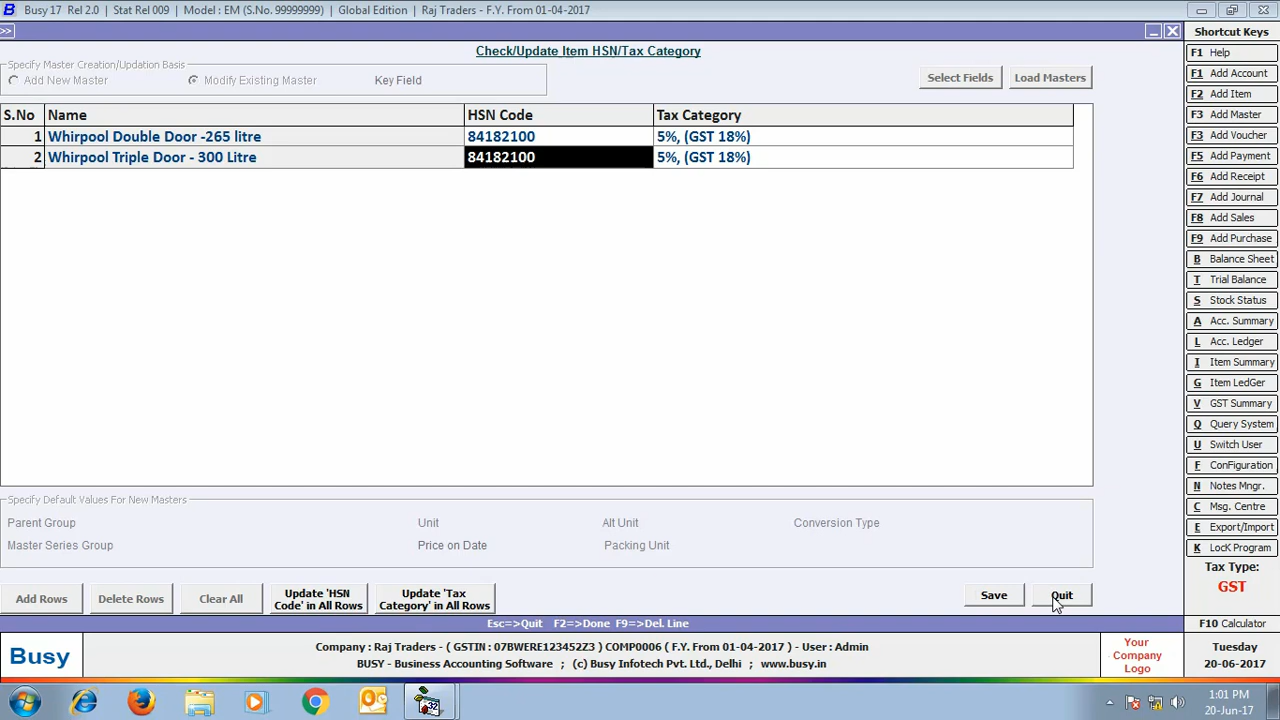 Busy 17 Rel 2.0 | Stat Rel 009 | Model : EM (S.No. 99999999) | Global Edition | Raj Traders - F.Y. From 01-04-2017
>>
Check/Update Item HSN/Tax Category
Specify Master Creation/Updation Basis
Add New Master Modify Existing Master Key Field
Select Fields Load Masters
S.No Name HSN Code Tax Category
1 Whirpool Double Door -265 litre 84182100 5%, (GST 18%)
2 Whirpool Triple Door - 300 Litre 84182100 5%, (GST 18%)
Specify Default Values For New Masters
Parent Group Unit Alt Unit Conversion Type
Master Series Group Price on Date Packing Unit
Add Rows Delete Rows Clear All
Update 'HSN
Code' in All Rows
Update 'Tax
Category' in All Rows
Save Quit
Esc=>Quit F2=>Done F9=>Del. Line
Shortcut Keys
F1 Help
F1 Add Account
F2 Add Item
F3 Add Master
F3 Add Voucher
F5 Add Payment
F6 Add Receipt
F7 Add Journal
F8 Add Sales
F9 Add Purchase
B Balance Sheet
T Trial Balance
S Stock Status
A Acc. Summary
L Acc. Ledger
I Item Summary
G Item LedGer
V GST Summary
Q Query System
U Switch User
F ConFiguration
N Notes Mngr.
C Msg. Centre
E Export/Import
K LocK Program
Tax Type:
GST
F10 Calculator
Busy
Company : Raj Traders - ( GSTIN : 07BWERE123452Z3 ) COMP0006 ( F.Y. From 01-04-2017 ) - User : Admin
BUSY - Business Accounting Software ; (c) Busy Infotech Pvt. Ltd., Delhi ; www.busy.in
Your
Company
Logo
Tuesday
20-06-2017
32
1:01 PM
20-Jun-17